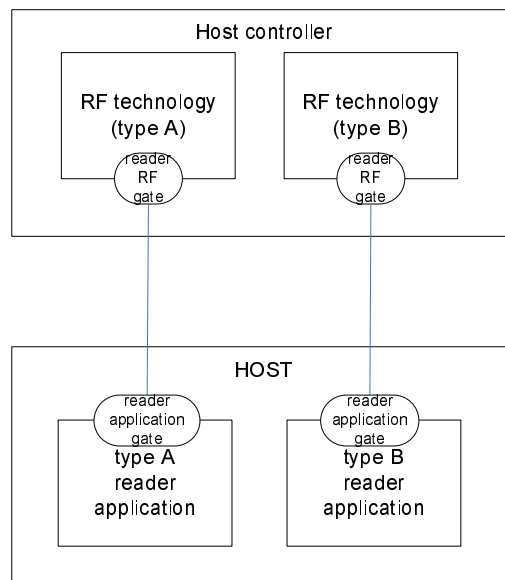 Host controller
RF technology
(type A)
reader
RF
gate
RF technology
(type B)
reader
RF
gate
HOST
reader
application
gate
type A
reader
application
reader
application
gate
type B
reader
application